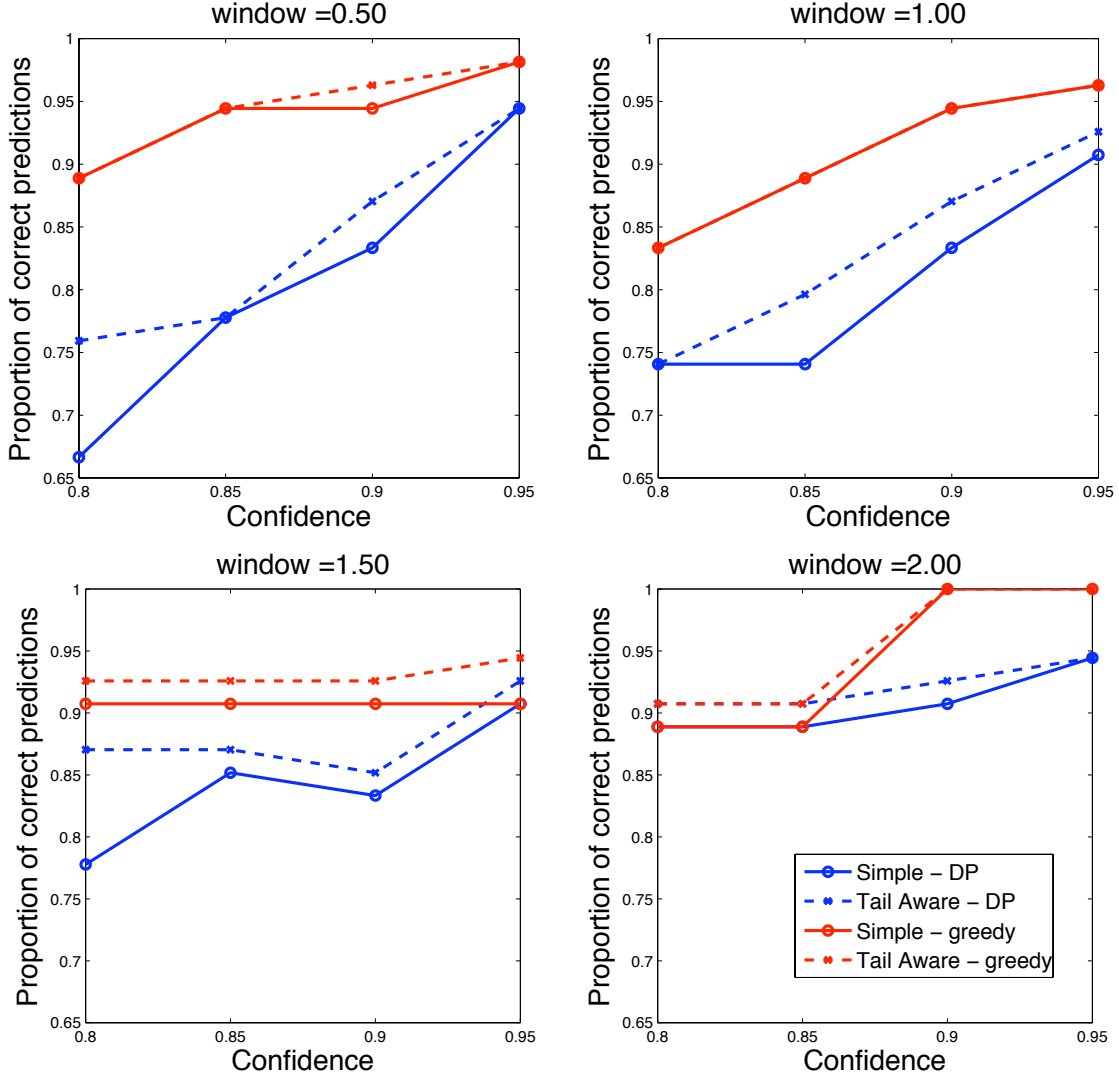 window =0.50
Proportion of correct predictions
1
0.95
0.9
0.85
0.8
0.75
0.7
0.65
0.8 0.85 0.9 0.95
Confidence
window =1.00
Proportion of correct predictions
1
0.95
0.9
0.85
0.8
0.75
0.7
0.65
0.8 0.85 0.9 0.95
Confidence
window =1.50
Proportion of correct predictions
1
0.95
0.9
0.85
0.8
0.75
0.7
0.65
0.8 0.85 0.9 0.95
Confidence
window =2.00
Proportion of correct predictions
1
0.95
0.9
0.85
0.8
0.75
0.7
0.65
0.8 0.85 0.9 0.95
Confidence
Simple − DP
Tail Aware − DP
Simple − greedy
Tail Aware − greedy